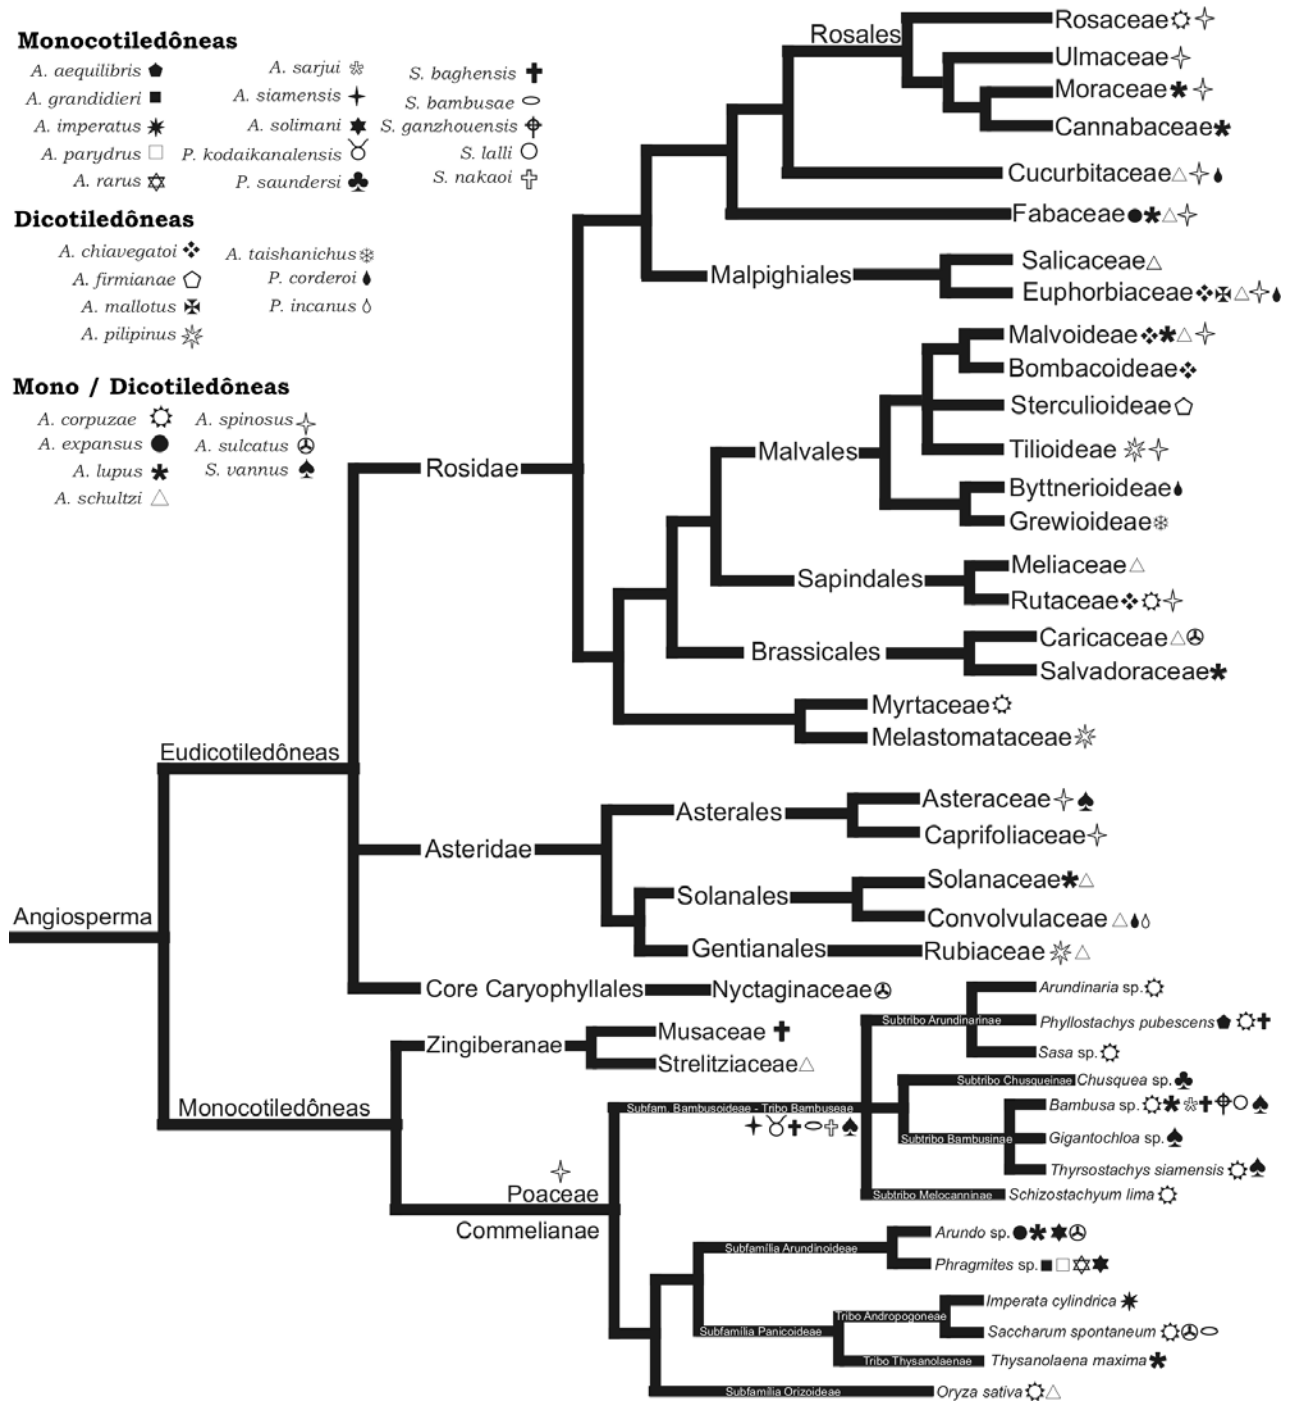 Monocotiledôneas
A. aequilibris
A. grandidieri
A. imperatus
A. parydrus
A. rarus
A. sarjui
A. siamensis
A. solimani
P. kodaikanalensis
P. saundersi
S. baghensis
S. bambusae
S. ganzhouensis
S. lalli
S. nakaoi
Dicotiledôneas
A. chiavegatoi
A. firmianae
A. mallotus
A. pilipinus
A. taishanichus
P. corderoi
P. incanus
Mono / Dicotiledôneas
A. corpuzae
A. expansus
A. lupus
A. schultzi
A. spinosus
A. sulcatus
S. vannus
Angiosperma
Eudicotiledôneas
Rosidae
Rosales
Rosaceae
Ulmaceae
Moraceae
Cannabaceae
Cucurbitaceae
Fabaceae
Malpighiales
Salicaceae
Euphorbiaceae
Malvales
Malvoideae
Bombacoideae
Sterculioideae
Tilioideae
Byttnerioideae
Grewioideae
Sapindales
Meliaceae
Rutaceae
Brassicales
Caricaceae
Salvadoraceae
Myrtaceae
Melastomataceae
Asteridae
Asterales
Asteraceae
Caprifoliaceae
Solanales
Solanaceae
Convolvulaceae
Gentianales
Rubiaceae
Core Caryophyllales
Nyctaginaceae
Monocotiledôneas
Zingiberanae
Musaceae
Strelitziaceae
Poaceae
Commelianae
Subfam. Bambusoideae - Tribo Bambuseae
Subtribo Arundinarinae
Arundinaria sp.
Phyllostachys pubescens
Sasa sp.
Subtribo Chusqueinae
Chusquea sp.
Subtribo Bambusinae
Bambusa sp.
Gigantochloa sp.
Thyrsostachys siamensis
Subtribo Melocanninae
Schizostachyum lima
Subfamília Arundinoideae
Arundo sp.
Phragmites sp.
Subfamília Panicoideae
Tribo Andropogoneae
Imperata cylindrica
Saccharum spontaneum
Tribo Thysanolaenae
Thysanolaena maxima
Subfamília Orizoideae
Oryza sativa